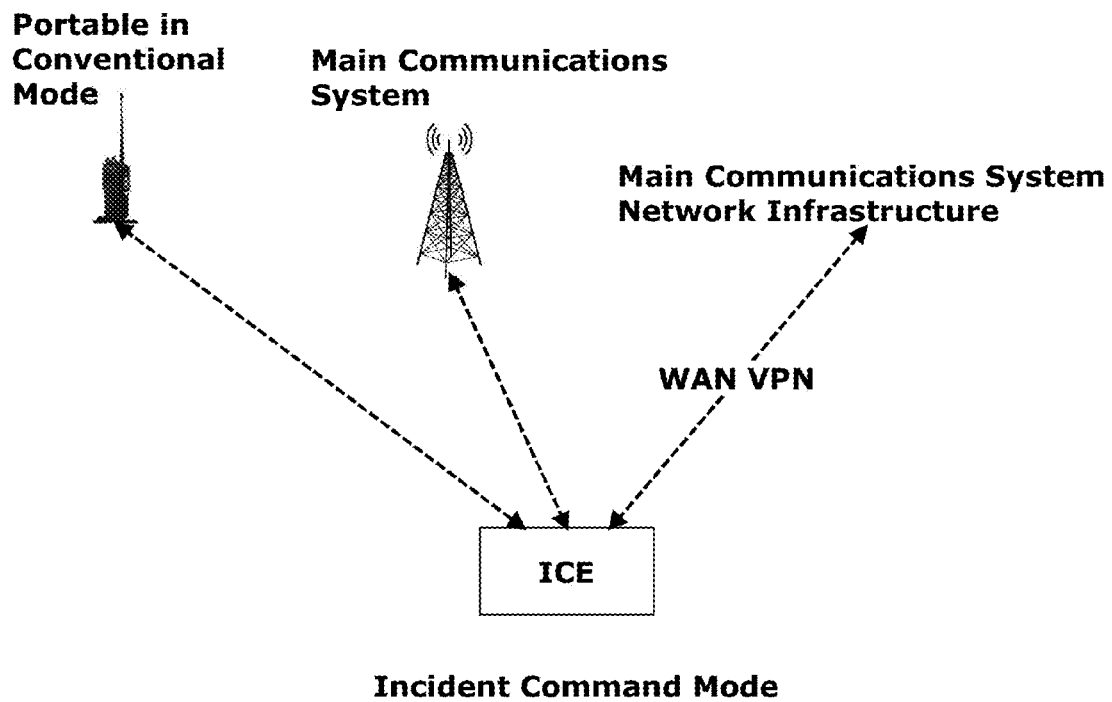 Portable in
Conventional
Mode
Main Communications
System
Main Communications System
Network Infrastructure
WAN VPN
ICE
Incident Command Mode